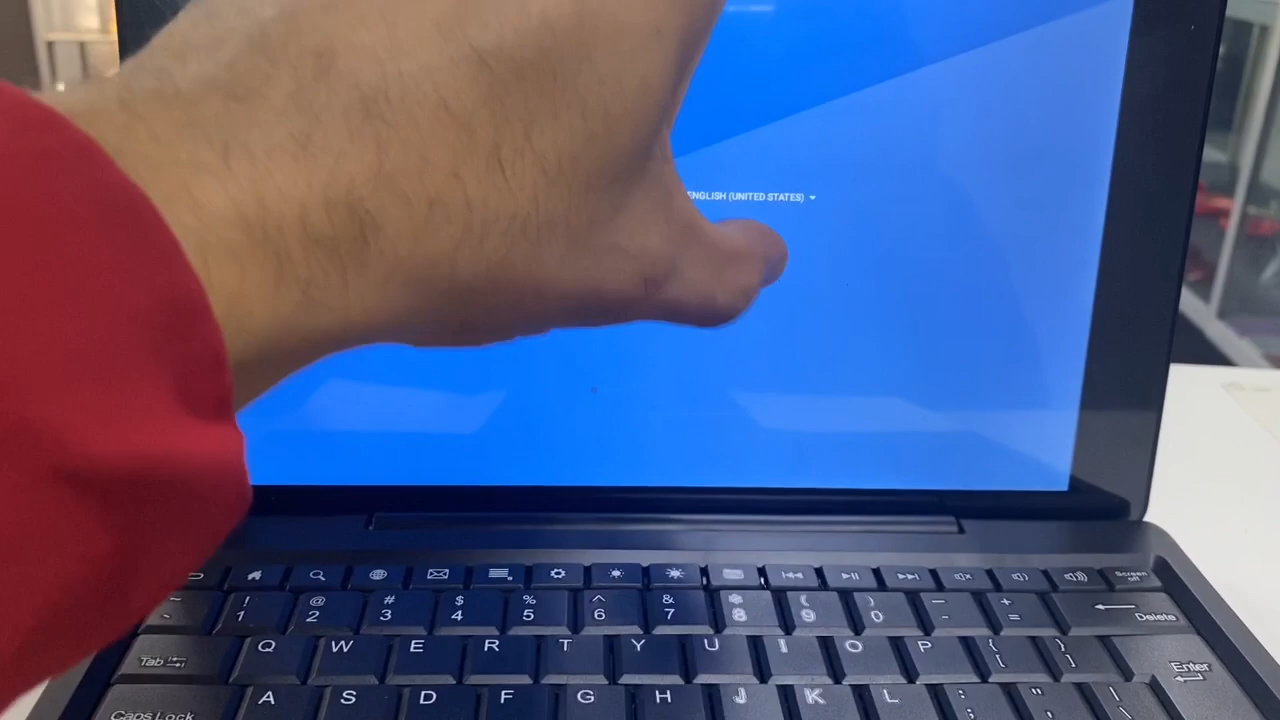 ENGLISH (UNITED STATES)
Screen off
~ ! @ # $ % ^ & * ( ) _ +
` 1 2 3 4 5 6 7 8 9 0 - = Delete
Tab Q W E R T Y U I O P { [ } ] Enter
Caps Lock A S D F G H J K L : ; " ' | \